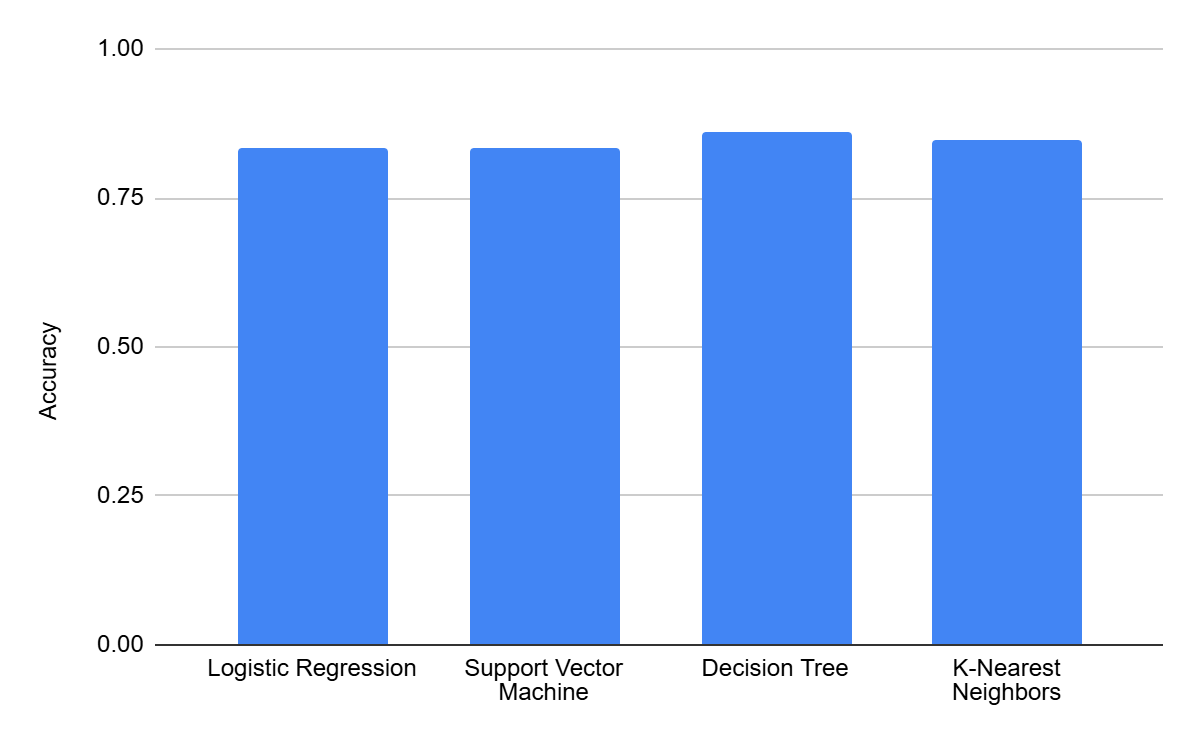 1.00
0.75
0.50
0.25
0.00
Accuracy
Logistic Regression
Support Vector
Machine
Decision Tree
K-Nearest
Neighbors